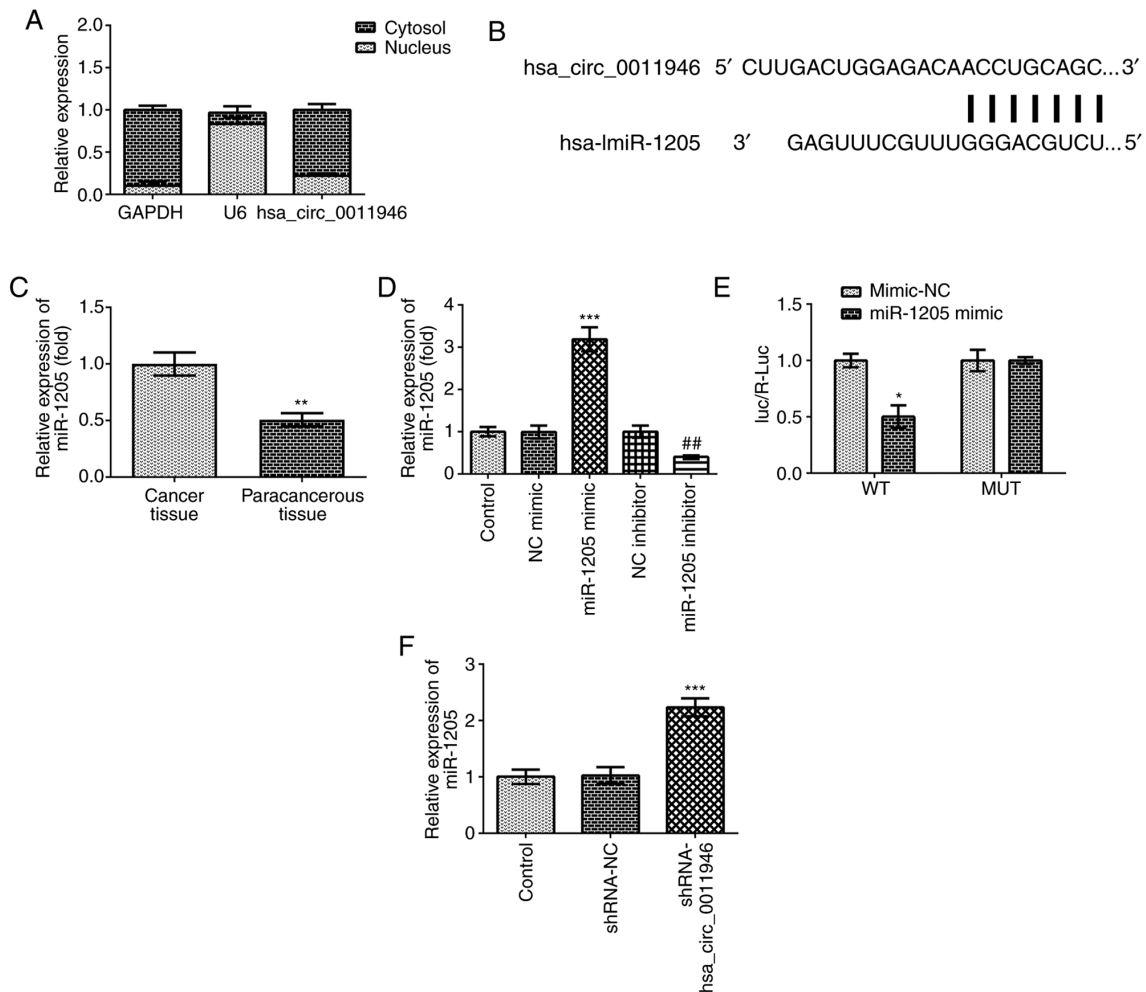 A
2.0
1.5
1.0
0.5
0.0
Relative expression
Cytosol
Nucleus
GAPDH
U6
hsa_circ_0011946
B
hsa_circ_0011946 5′ CUUGACUGGAGACAACCUGCAGC...3′
hsa-lmiR-1205 3′ GAGUUUCGUUUGGGACGUCU...5′
C
Relative expression of
miR-1205 (fold)
1.5
1.0
0.5
0.0
**
Cancer
tissue
Paracancerous
tissue
D
Relative expression of
miR-1205 (fold)
4
3
2
1
0
***
##
Control
NC mimic
miR-1205 mimic
NC inhibitor
miR-1205 inhibitor
E
Mimic-NC
miR-1205 mimic
luc/R-Luc
1.5
1.0
0.5
0.0
*
WT
MUT
F
Relative expression of
miR-1205
3
2
1
0
***
Control
shRNA-NC
shRNA-
hsa_circ_0011946